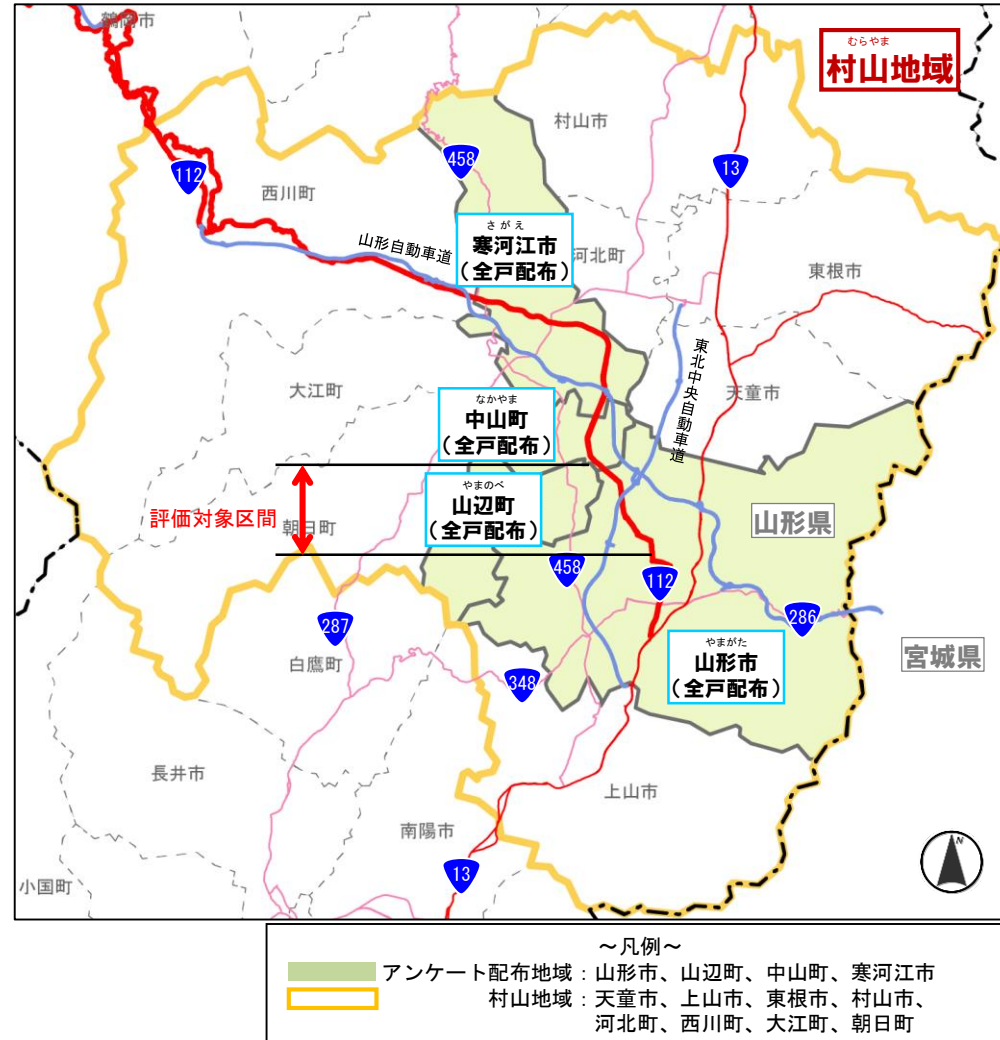 鶴岡市
むらやま
村山地域
村山市
458
13
112
西川町
さがえ
寒河江市
(全戸配布)
山形自動車道
河北町
東根市
東北中央自動車道
大江町
天童市
なかやま
中山町
(全戸配布)
やまのべ
山辺町
(全戸配布)
評価対象区間
朝日町
山形県
458
112
287
286
やまがた
山形市
(全戸配布)
宮城県
白鷹町
348
長井市
上山市
南陽市
13
小国町
N
~凡例~
アンケート配布地域:山形市、山辺町、中山町、寒河江市
村山地域:天童市、上山市、東根市、村山市、
河北町、西川町、大江町、朝日町